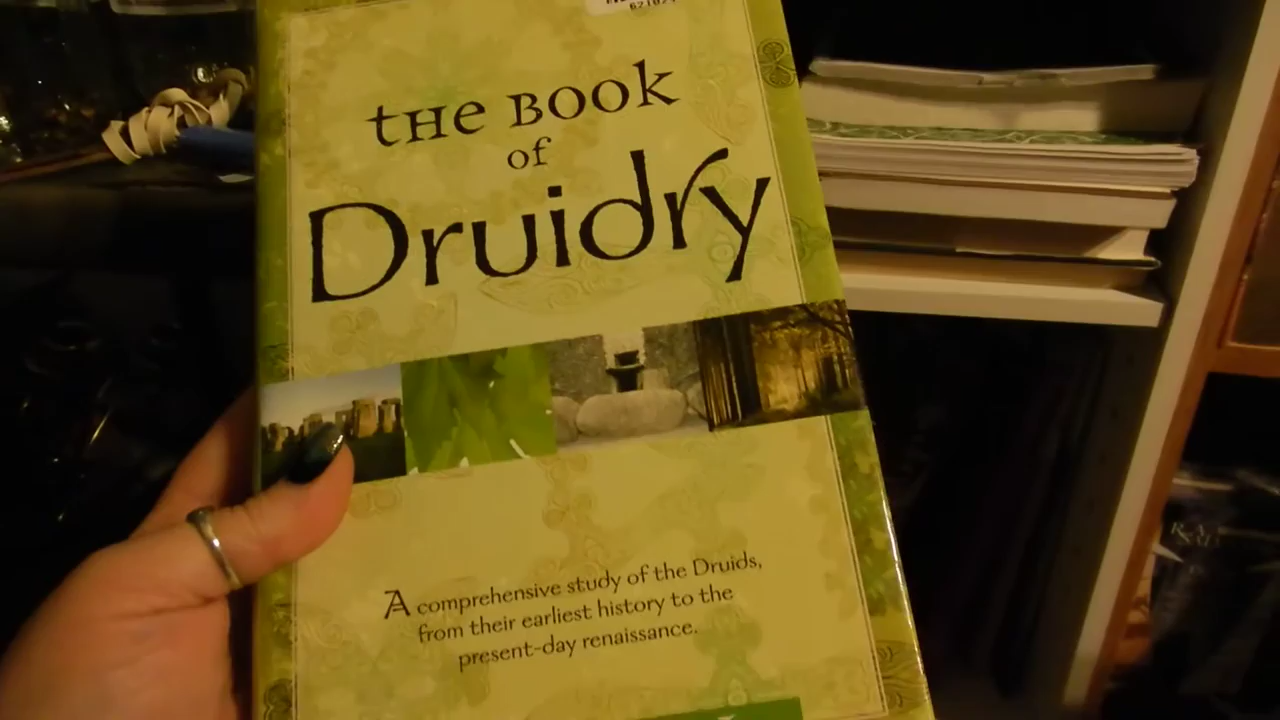 the Book
of
Druidry
A comprehensive study of the Druids,
from their earliest history to the
present-day renaissance.